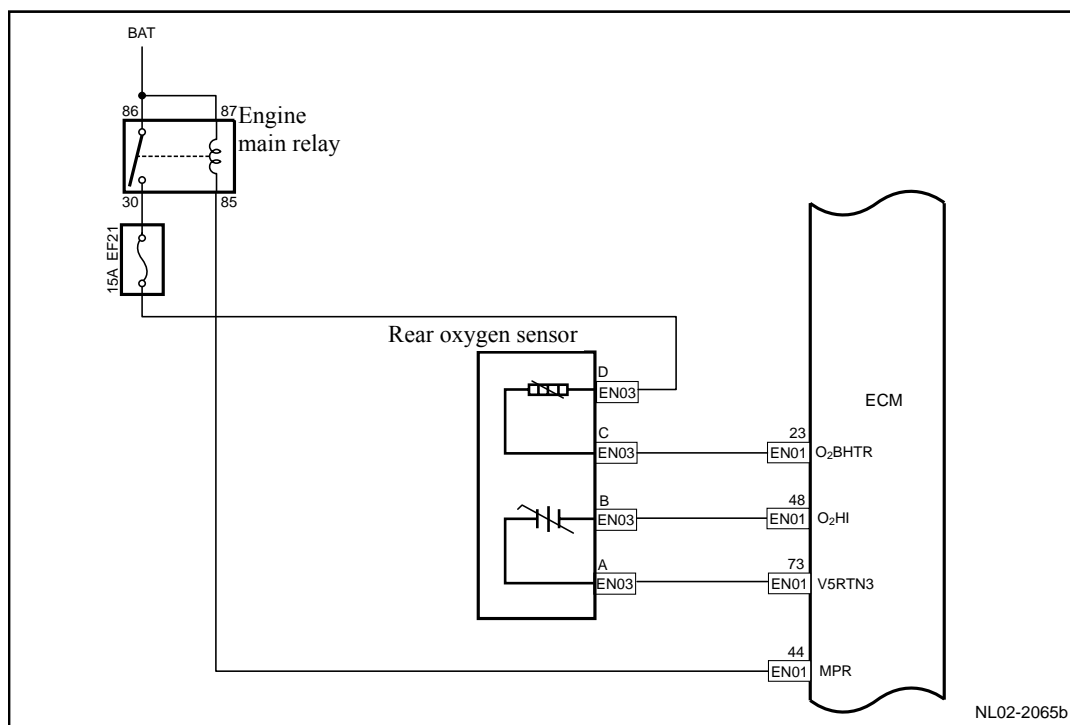 BAT
86
87
Engine
main relay
30
85
15A EF21
Rear oxygen sensor
D
EN03
ECM
C
EN03
23
EN01
O₂BHTR
B
EN03
48
EN01
O₂HI
A
EN03
73
EN01
V5RTN3
44
EN01
MPR
NL02-2065b